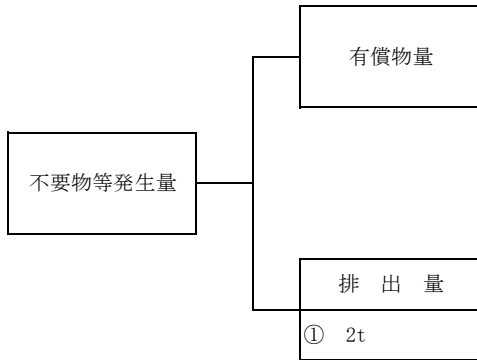 有償物量
不要物等発生量
排 出 量
① 2t